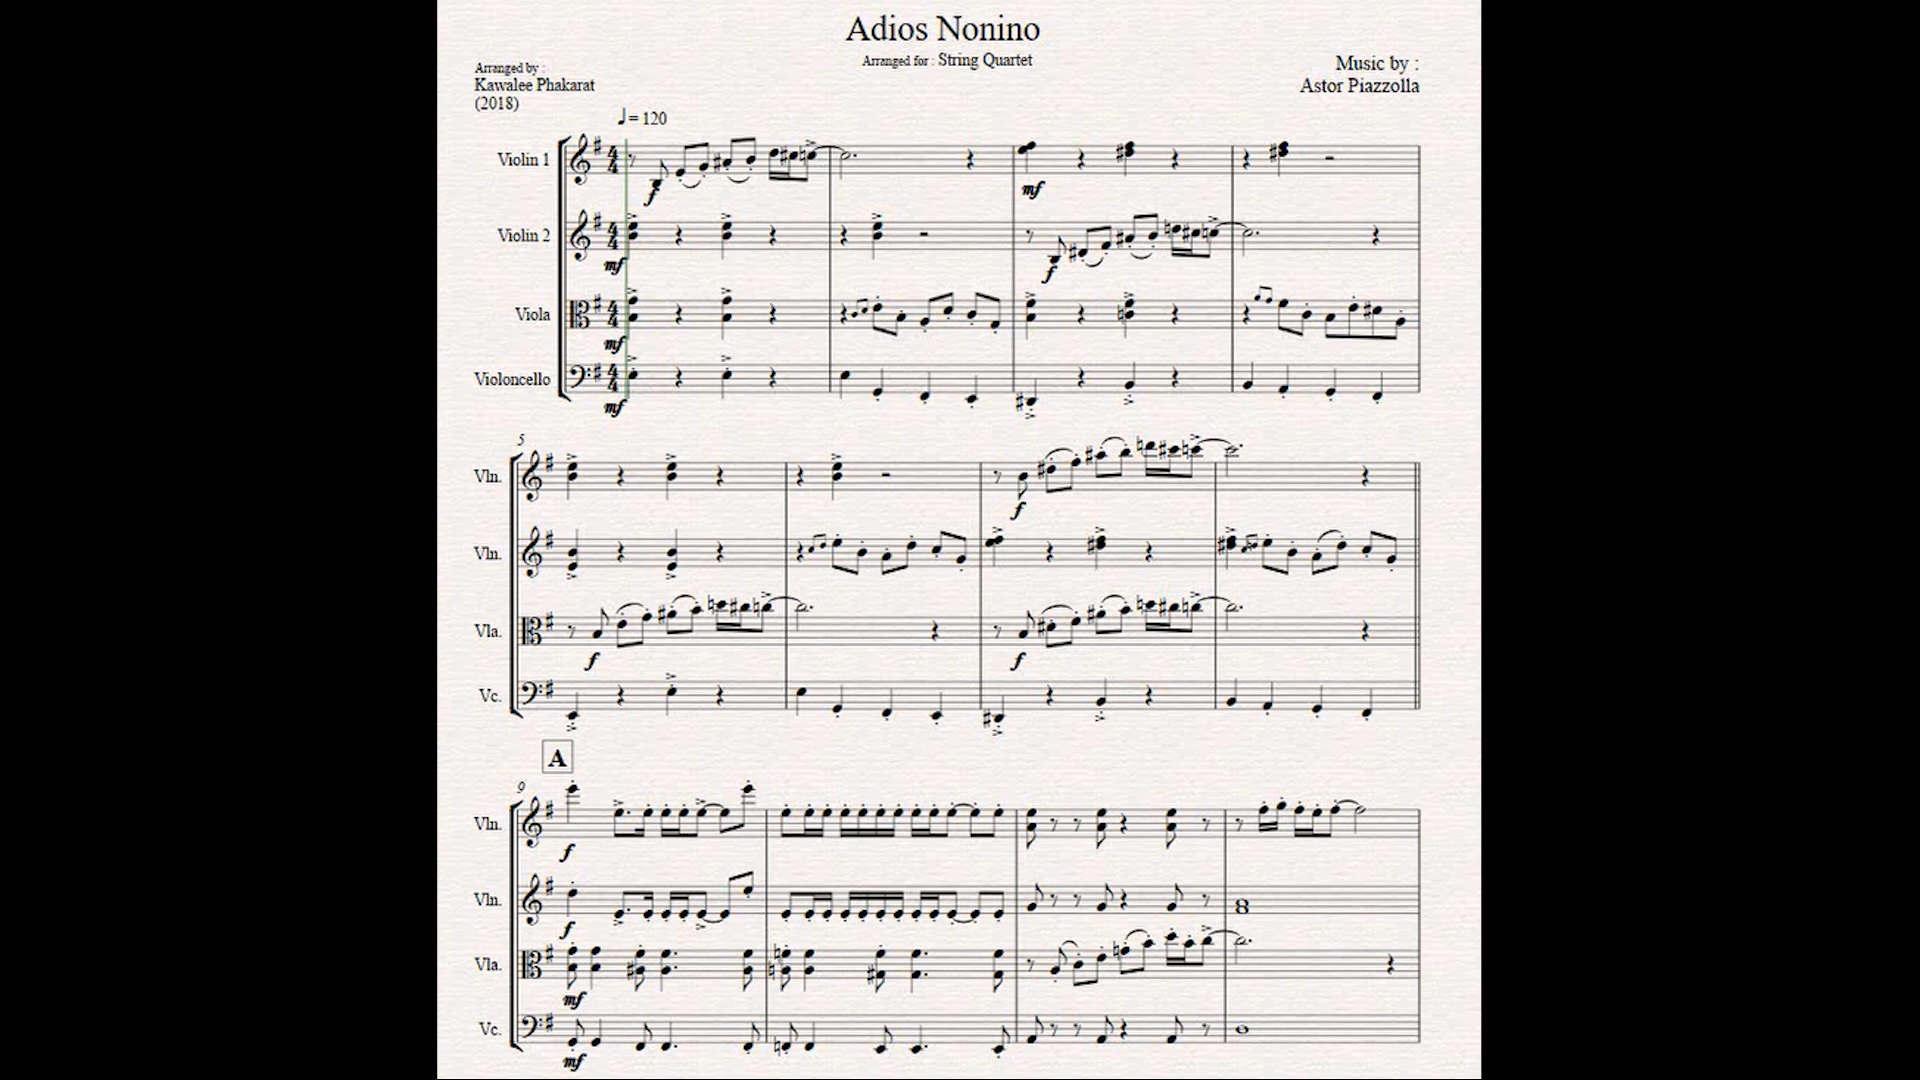 Adios Nonino
Arranged for : String Quartet
Arranged by :
Kawalee Phakarat
(2018)
Music by :
Astor Piazzolla
♩= 120
Violin 1
f
mf
Violin 2
mf
f
Viola
mf
Violoncello
mf
5
Vln.
f
Vln.
Vla.
f
f
Vc.
A
9
Vln.
f
Vln.
f
Vla.
mf
Vc.
mf